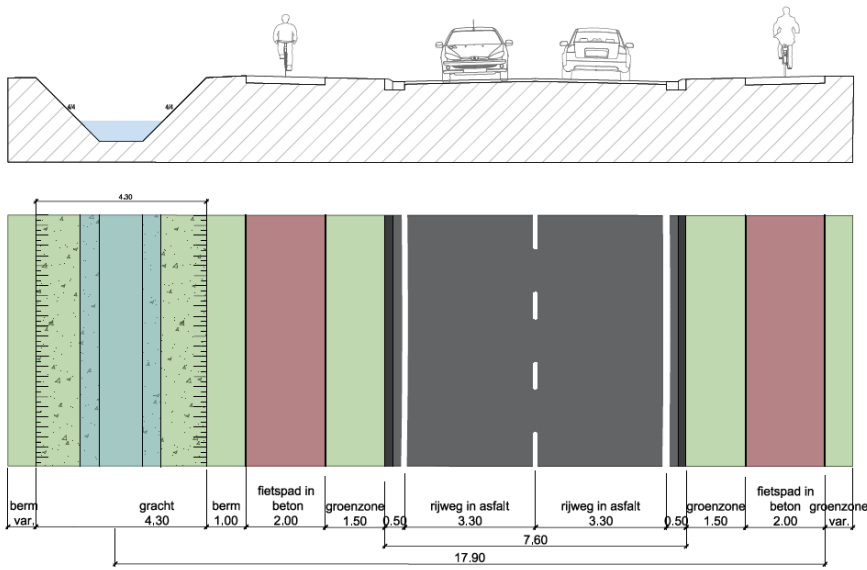 4/4
4/4
4.30
berm
var.
gracht
4.30
berm
1.00
fietspad in
beton
2.00
groenzone
1.50
0.50
rijweg in asfalt
3.30
rijweg in asfalt
3.30
0.50
groenzone
1.50
fietspad in
beton
2.00
groenzone
var.
7.60
17.90